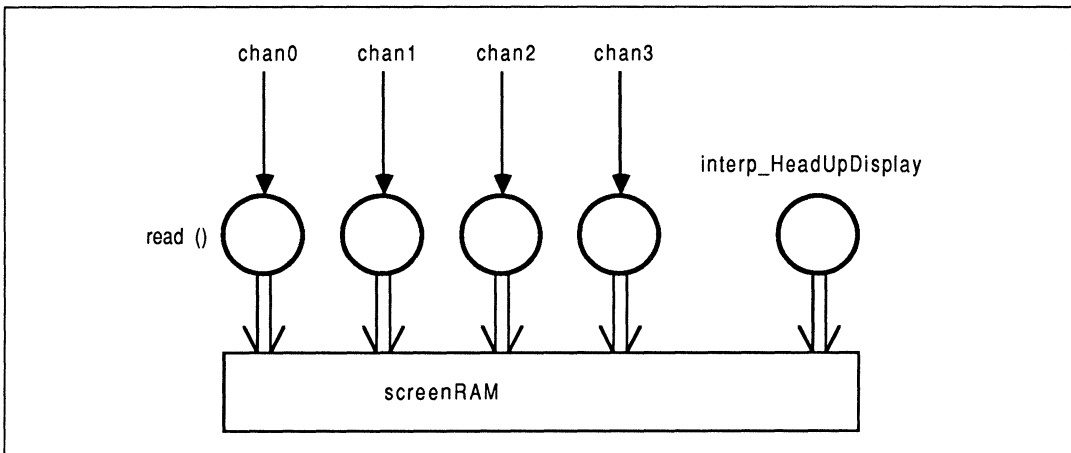 chan0 chan1 chan2 chan3
interp_HeadUpDisplay
read ()
screenRAM